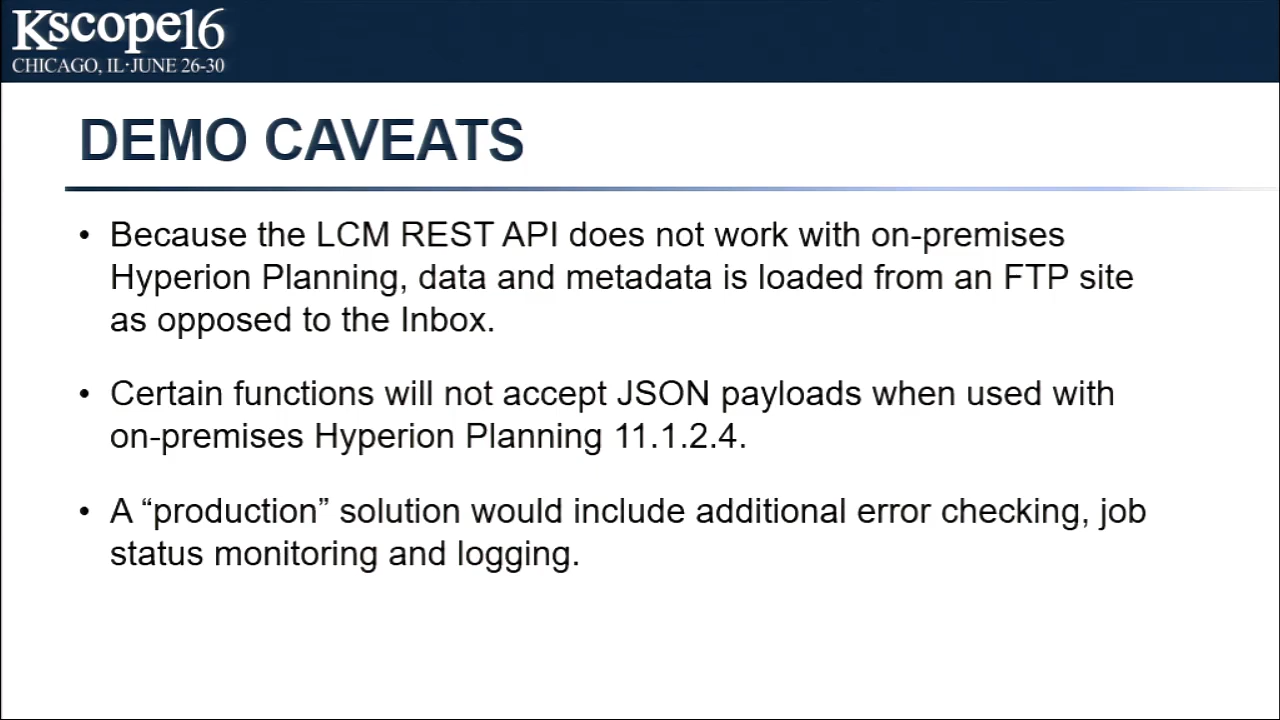 Kscope16
CHICAGO, IL·JUNE 26-30
DEMO CAVEATS
• Because the LCM REST API does not work with on-premises
Hyperion Planning, data and metadata is loaded from an FTP site
as opposed to the Inbox.
• Certain functions will not accept JSON payloads when used with
on-premises Hyperion Planning 11.1.2.4.
• A “production” solution would include additional error checking, job
status monitoring and logging.